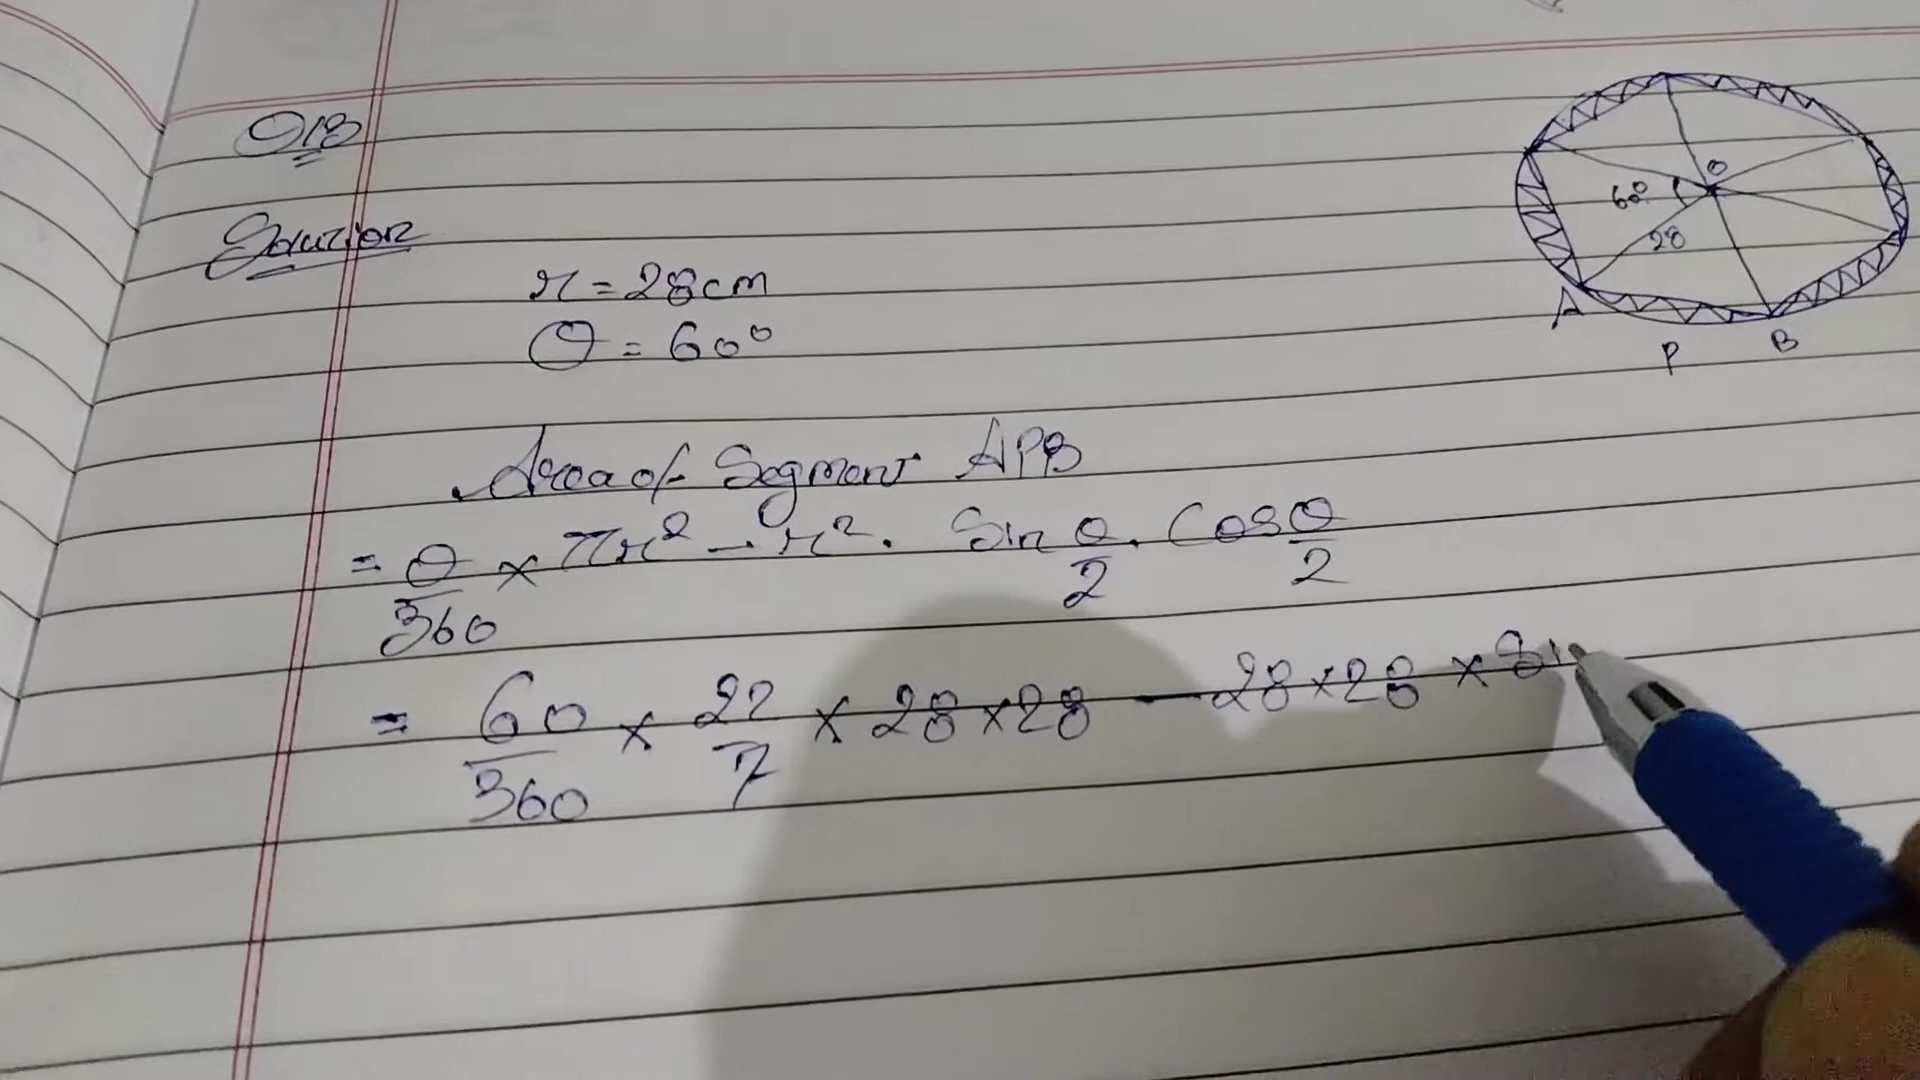 Q18
Solution
r = 28cm
θ = 60°
Area of Segment APB
= θ/360 × πr² - r². Sin θ/2 . Cos θ/2
= 60/360 × 22/7 × 28 × 28 - 28 × 28 × Si
O
60°
28
A
P
B